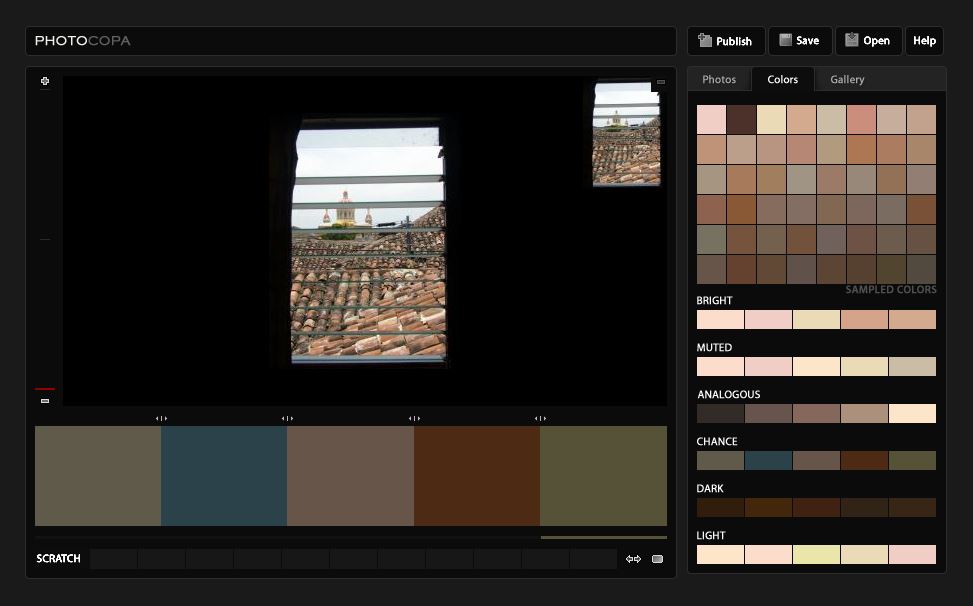 PHOTOCOPA
Publish
Save
Open
Help
Photos
Colors
Gallery
SAMPLED COLORS
BRIGHT
MUTED
ANALOGOUS
CHANCE
DARK
LIGHT
SCRATCH